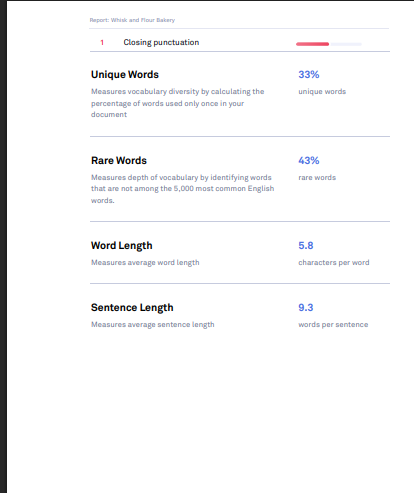 Report: Whisk and Flour Bakery
1 Closing punctuation
Unique Words 33%
Measures vocabulary diversity by calculating the unique words
percentage of words used only once in your
document
Rare Words 43%
Measures depth of vocabulary by identifying words rare words
that are not among the 5,000 most common English
words.
Word Length 5.8
Measures average word length characters per word
Sentence Length 9.3
Measures average sentence length words per sentence